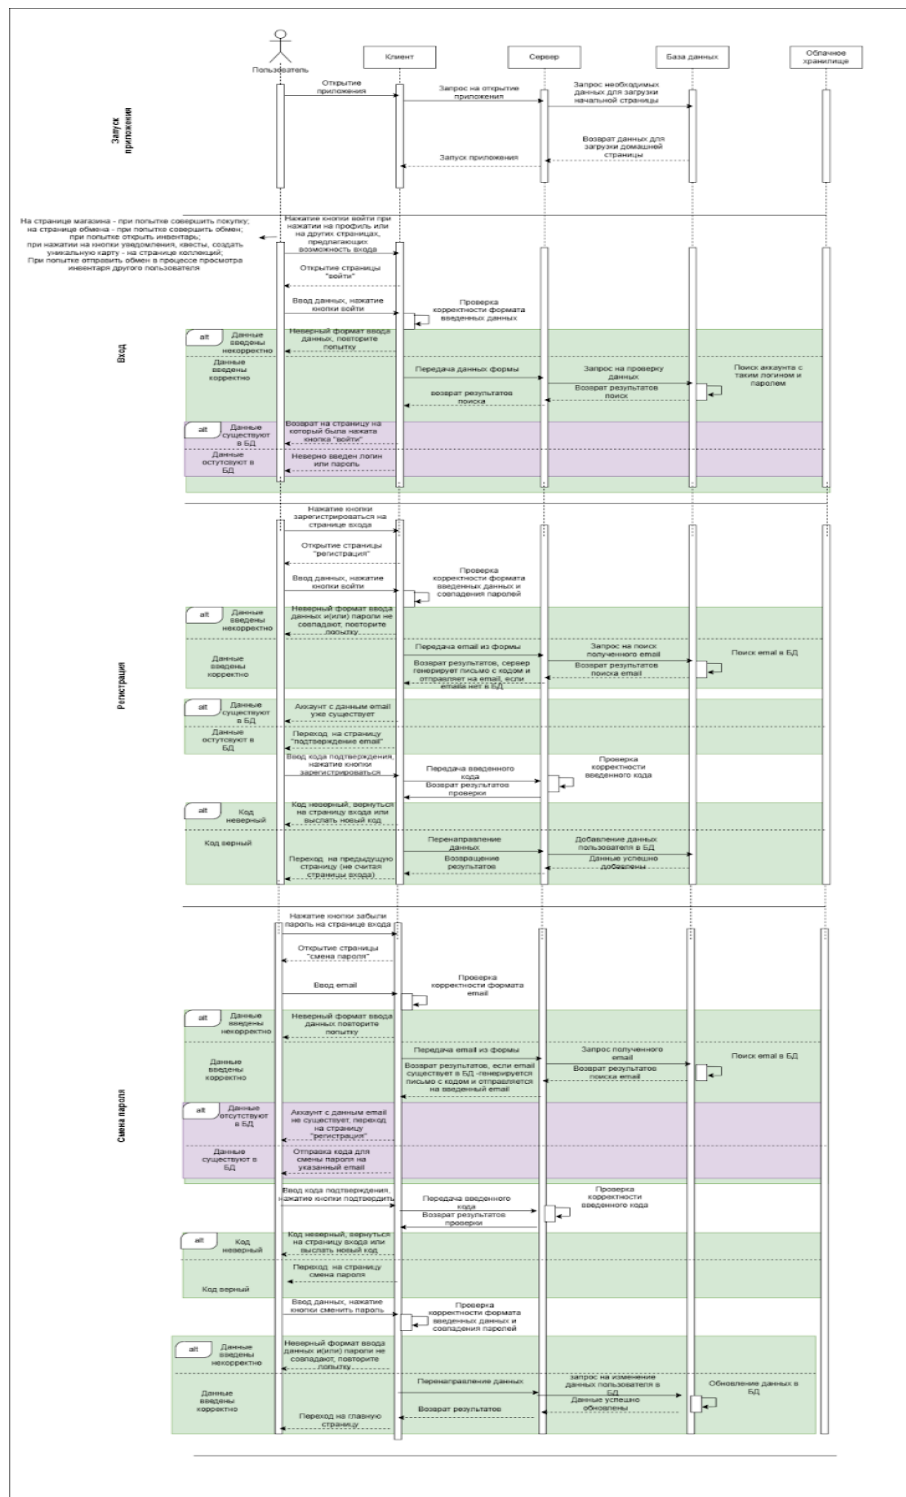 Пользователь
Клиент
Сервер
База данных
Облачное
хранилище
Запуск
приложения
Открытие
приложения
Запрос на открытие
приложения
Запрос необходимых
данных для загрузки
начальной страницы
Возврат данных для
загрузки домашней
страницы
Запуск приложения
На странице магазина - при попытке совершить покупку;
на странице обмена - при попытке совершить обмен;
при попытке открыть инвентарь;
при нажатии на кнопки уведомления, квесты, создать
уникальную карту - на странице коллекций;
При попытке отправить обмен в процессе просмотра
инвентаря другого пользователя
Вход
Нажатие кнопки войти при
нажатии на профиль или
на других страницах,
предлагающих
возможность входа
Открытие страницы
"войти"
Ввод данных, нажатие
кнопки войти
Проверка
корректности формата
введенных данных
alt
Данные
введены
некорректно
Неверный формат ввода
данных, повторите
попытку
Данные
введены
корректно
Передача данных формы
Запрос на проверку
данных
Поиск аккаунта с
таким логином и
паролем
Возврат результатов
поиск
возврат результатов
поиска
alt
Данные
существуют
в БД
Возврат на страницу на
который была нажата
кнопка "войти"
Данные
остутсвуют в
БД
Неверно введен логин
или пароль
Регистрация
Нажатие кнопки
зарегистрироваться на
странице входа
Открытие страницы
"регистрация"
Ввод данных, нажатие
кнопки войти
Проверка
корректности формата
введенных данных и
совпадения паролей
alt
Данные
введены
некорректно
Неверный формат ввода
данных и(или) пароли не
совпадают, повторите
попытку
Данные
введены
корректно
Передача email из формы
Запрос на поиск
полученного email
Поиск emal в БД
Возврат результатов
поиска email
Возврат результатов, сервер
генерирует письмо с кодом и
отправляет на email, если
emaila нет в БД
alt
Данные
существуют
в БД
Аккаунт с данным email
уже существует
Данные
остутсвуют в
БД
Переход на страницу
"подтверждение email"
Ввод кода подтверждения,
нажатие кнопки
зарегистрироваться
Передача введенного
кода
Проверка
корректности
введенного кода
Возврат результатов
проверки
alt
Код
неверный
Код неверный, вернуться
на страницу входа или
выслать новый код
Код верный
Перенаправление
данных
Добавление данных
пользователя в БД
Данные успешно
добавлены
Возвращение
результатов
Переход на предыдущую
страницу (не считая
страницы входа)
Смена пароля
Нажатие кнопки забыли
пароль на странице входа
Открытие страницы
"смена пароля"
Ввод email
Проверка
корректности формата
email
alt
Данные
введены
некорректно
Неверный формат ввода
данных повторите
попытку
Данные
введены
корректно
Передача email из формы
Запрос полученного
email
Поиск emal в БД
Возврат результатов
поиска email
Возврат результатов, если email
существует в БД -генерируется
письмо с кодом и отправляется
на введенный email
alt
Данные
отсутствуют
в БД
Аккаунт с данным email
не существует, переход
на страницу
"регистрация"
Данные
существуют в
БД
Отправка кода для
смены пароля на
указанный email
Ввод кода подтверждения,
нажатие кнопки подтвердить
Передача введенного
кода
Проверка
корректности
введенного кода
Возврат результатов
проверки
alt
Код
неверный
Код неверный, вернуться
на страницу входа или
выслать новый код
Переход на страницу
смена пароля
Код верный
Ввод данных, нажатие
кнопки сменить пароль
Проверка
корректности формата
введенных данных и
совпадения паролей
alt
Данные
введены
некорректно
Неверный формат ввода
данных и(или) пароли не
совпадают, повторите
попытку
Данные
введены
корректно
Перенаправление данных
запрос на изменение
данных пользователя в
БД
Обновление данных в
БД
Данные успешно
обновлены
Возврат результатов
Переход на главную
страницу